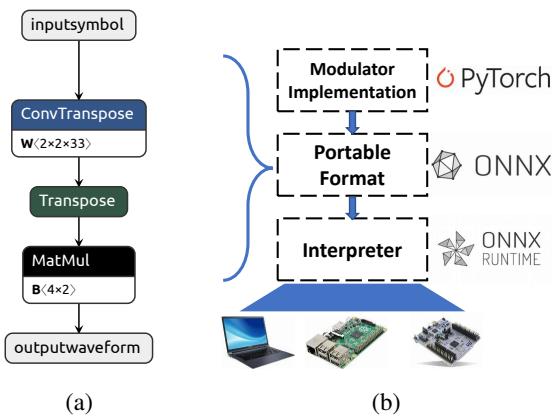 inputsymbol
ConvTranspose
W⟨2×2×33⟩
Transpose
MatMul
B⟨4×2⟩
outputwaveform
(a)
Modulator
Implementation
PyTorch
Portable
Format
ONNX
Interpreter
ONNX
RUNTIME
(b)